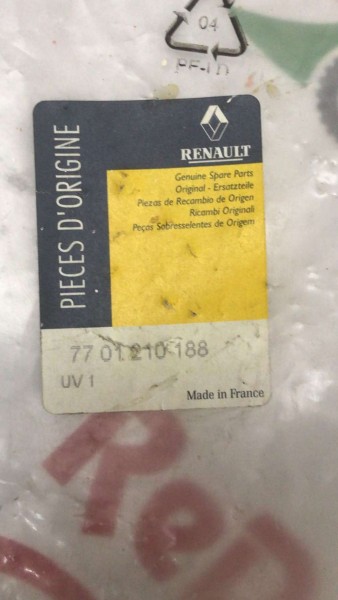 04
PE-LD
RENAULT
PIECES D'ORIGINE
Genuine Spare Parts
Original - Ersatzteile
Piezas de Recambio de Origen
Ricambi Originali
Peças Sobresselentes de Origem
77 01 210 188
UV 1
Made in France